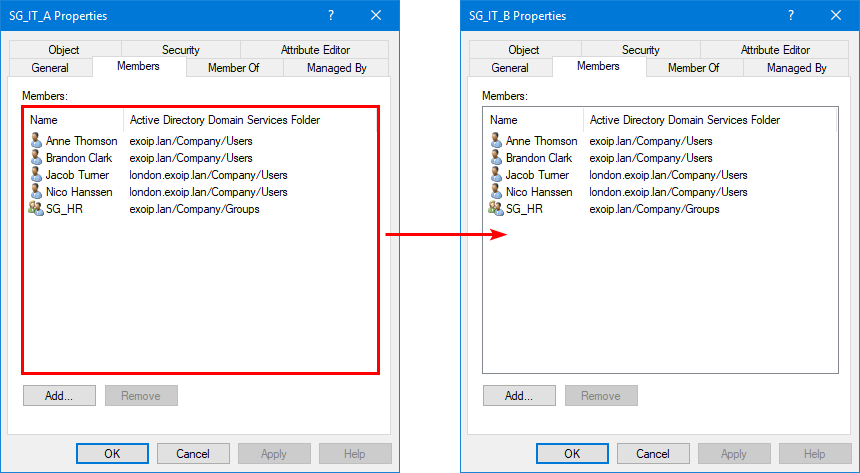 SG_IT_A Properties
Object Security Attribute Editor
General Members Member Of Managed By
Members:
Name Active Directory Domain Services Folder
Anne Thomson exoip.lan/Company/Users
Brandon Clark exoip.lan/Company/Users
Jacob Turner london.exoip.lan/Company/Users
Nico Hanssen london.exoip.lan/Company/Users
SG_HR exoip.lan/Company/Groups
Add... Remove
OK Cancel Apply Help
SG_IT_B Properties
Object Security Attribute Editor
General Members Member Of Managed By
Members:
Name Active Directory Domain Services Folder
Anne Thomson exoip.lan/Company/Users
Brandon Clark exoip.lan/Company/Users
Jacob Turner london.exoip.lan/Company/Users
Nico Hanssen london.exoip.lan/Company/Users
SG_HR exoip.lan/Company/Groups
Add... Remove
OK Cancel Apply Help